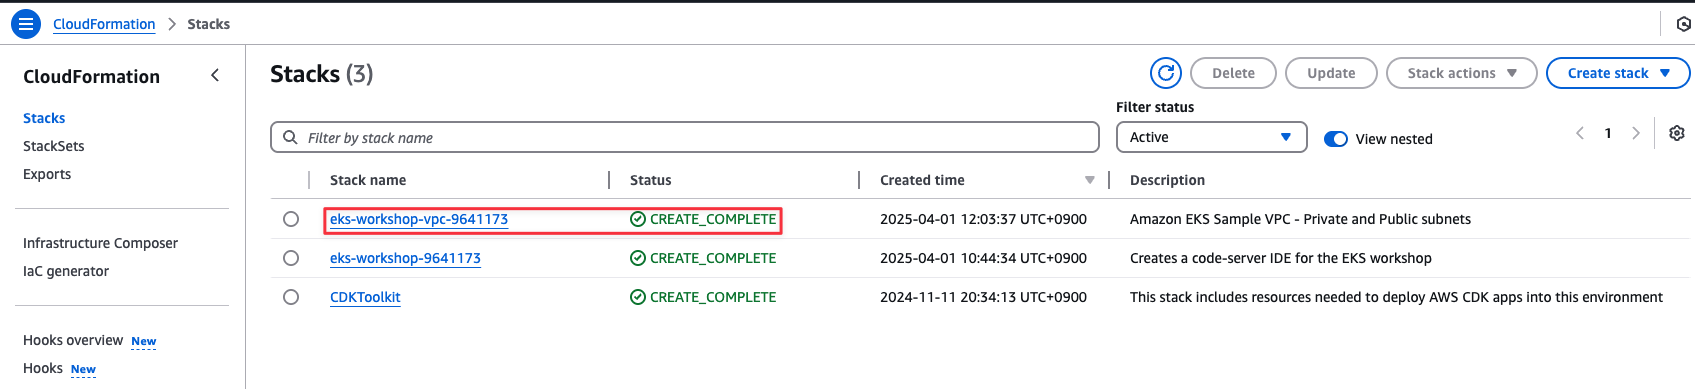 CloudFormation > Stacks
CloudFormation
Stacks
StackSets
Exports
Infrastructure Composer
IaC generator
Hooks overview New
Hooks New
Stacks (3)
Delete Update Stack actions Create stack
Filter status
Filter by stack name Active View nested 1
Stack name Status Created time Description
eks-workshop-vpc-9641173 CREATE_COMPLETE 2025-04-01 12:03:37 UTC+0900 Amazon EKS Sample VPC - Private and Public subnets
eks-workshop-9641173 CREATE_COMPLETE 2025-04-01 10:44:34 UTC+0900 Creates a code-server IDE for the EKS workshop
CDKToolkit CREATE_COMPLETE 2024-11-11 20:34:13 UTC+0900 This stack includes resources needed to deploy AWS CDK apps into this environment